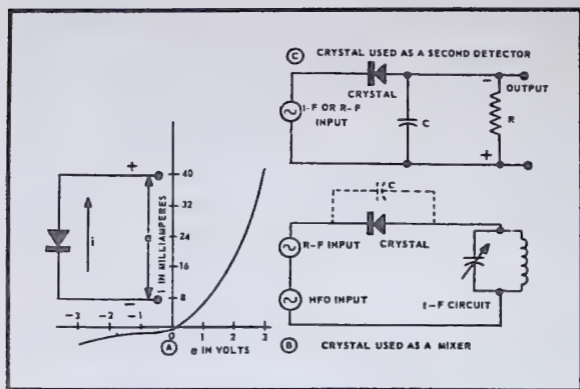 C CRYSTAL USED AS A SECOND DETECTOR
CRYSTAL
I-F OR R-F
INPUT
C
R
-
OUTPUT
+
+
-
i
e
I IN MILLIAMPERES
40
32
24
16
8
-3 -2 -1 0 1 2 3
A e IN VOLTS
C
R-F INPUT
CRYSTAL
HFO INPUT
I-F CIRCUIT
B CRYSTAL USED AS A MIXER